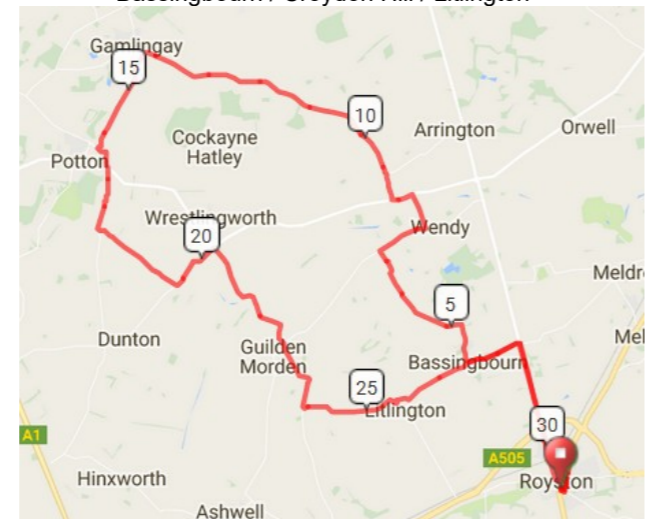 Gamlingay
15
10
Arrington
Orwell
Cockayne
Hatley
Potton
Wrestlingworth
20
Wendy
Meldr
5
Dunton
Guilden
Morden
Bassingbourn
Mel
25
Litlington
30
A1
A505
Hinxworth
Royston
Ashwell